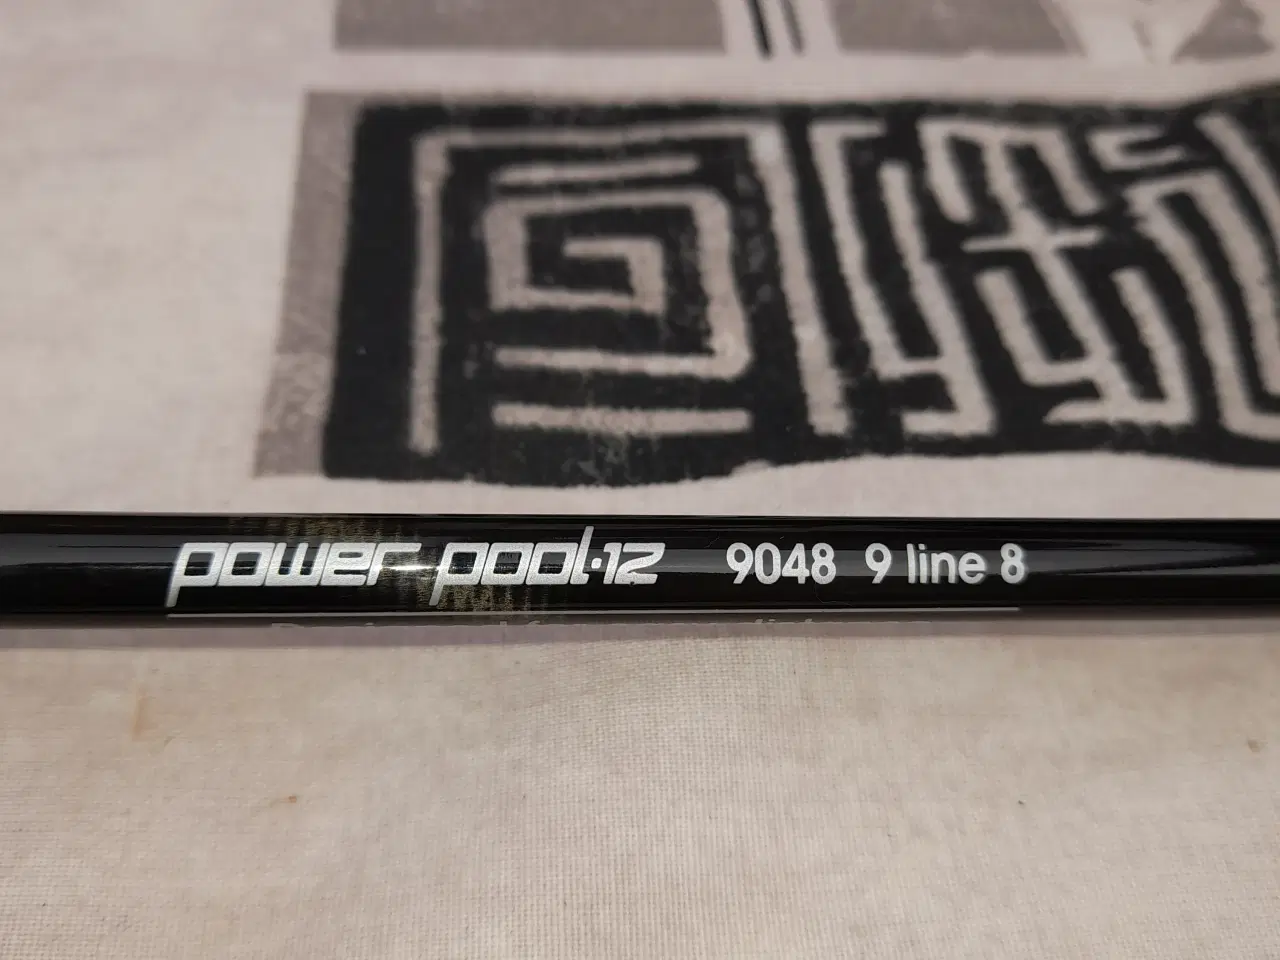 power pool·12 9048 9 line 8